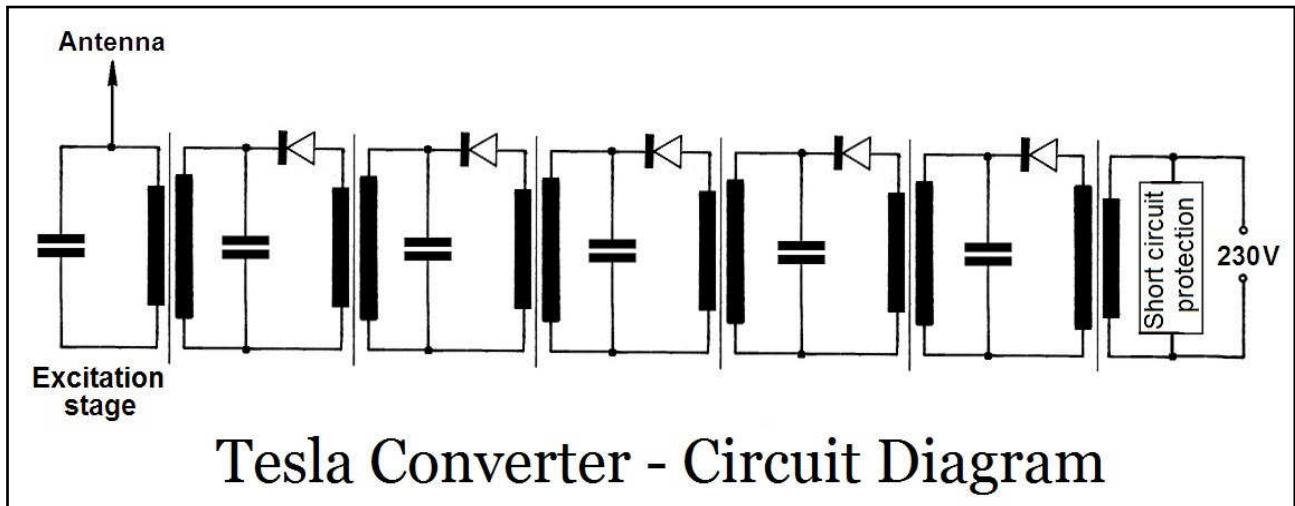 Antenna
Excitation
stage
Short circuit
protection
230V
Tesla Converter - Circuit Diagram